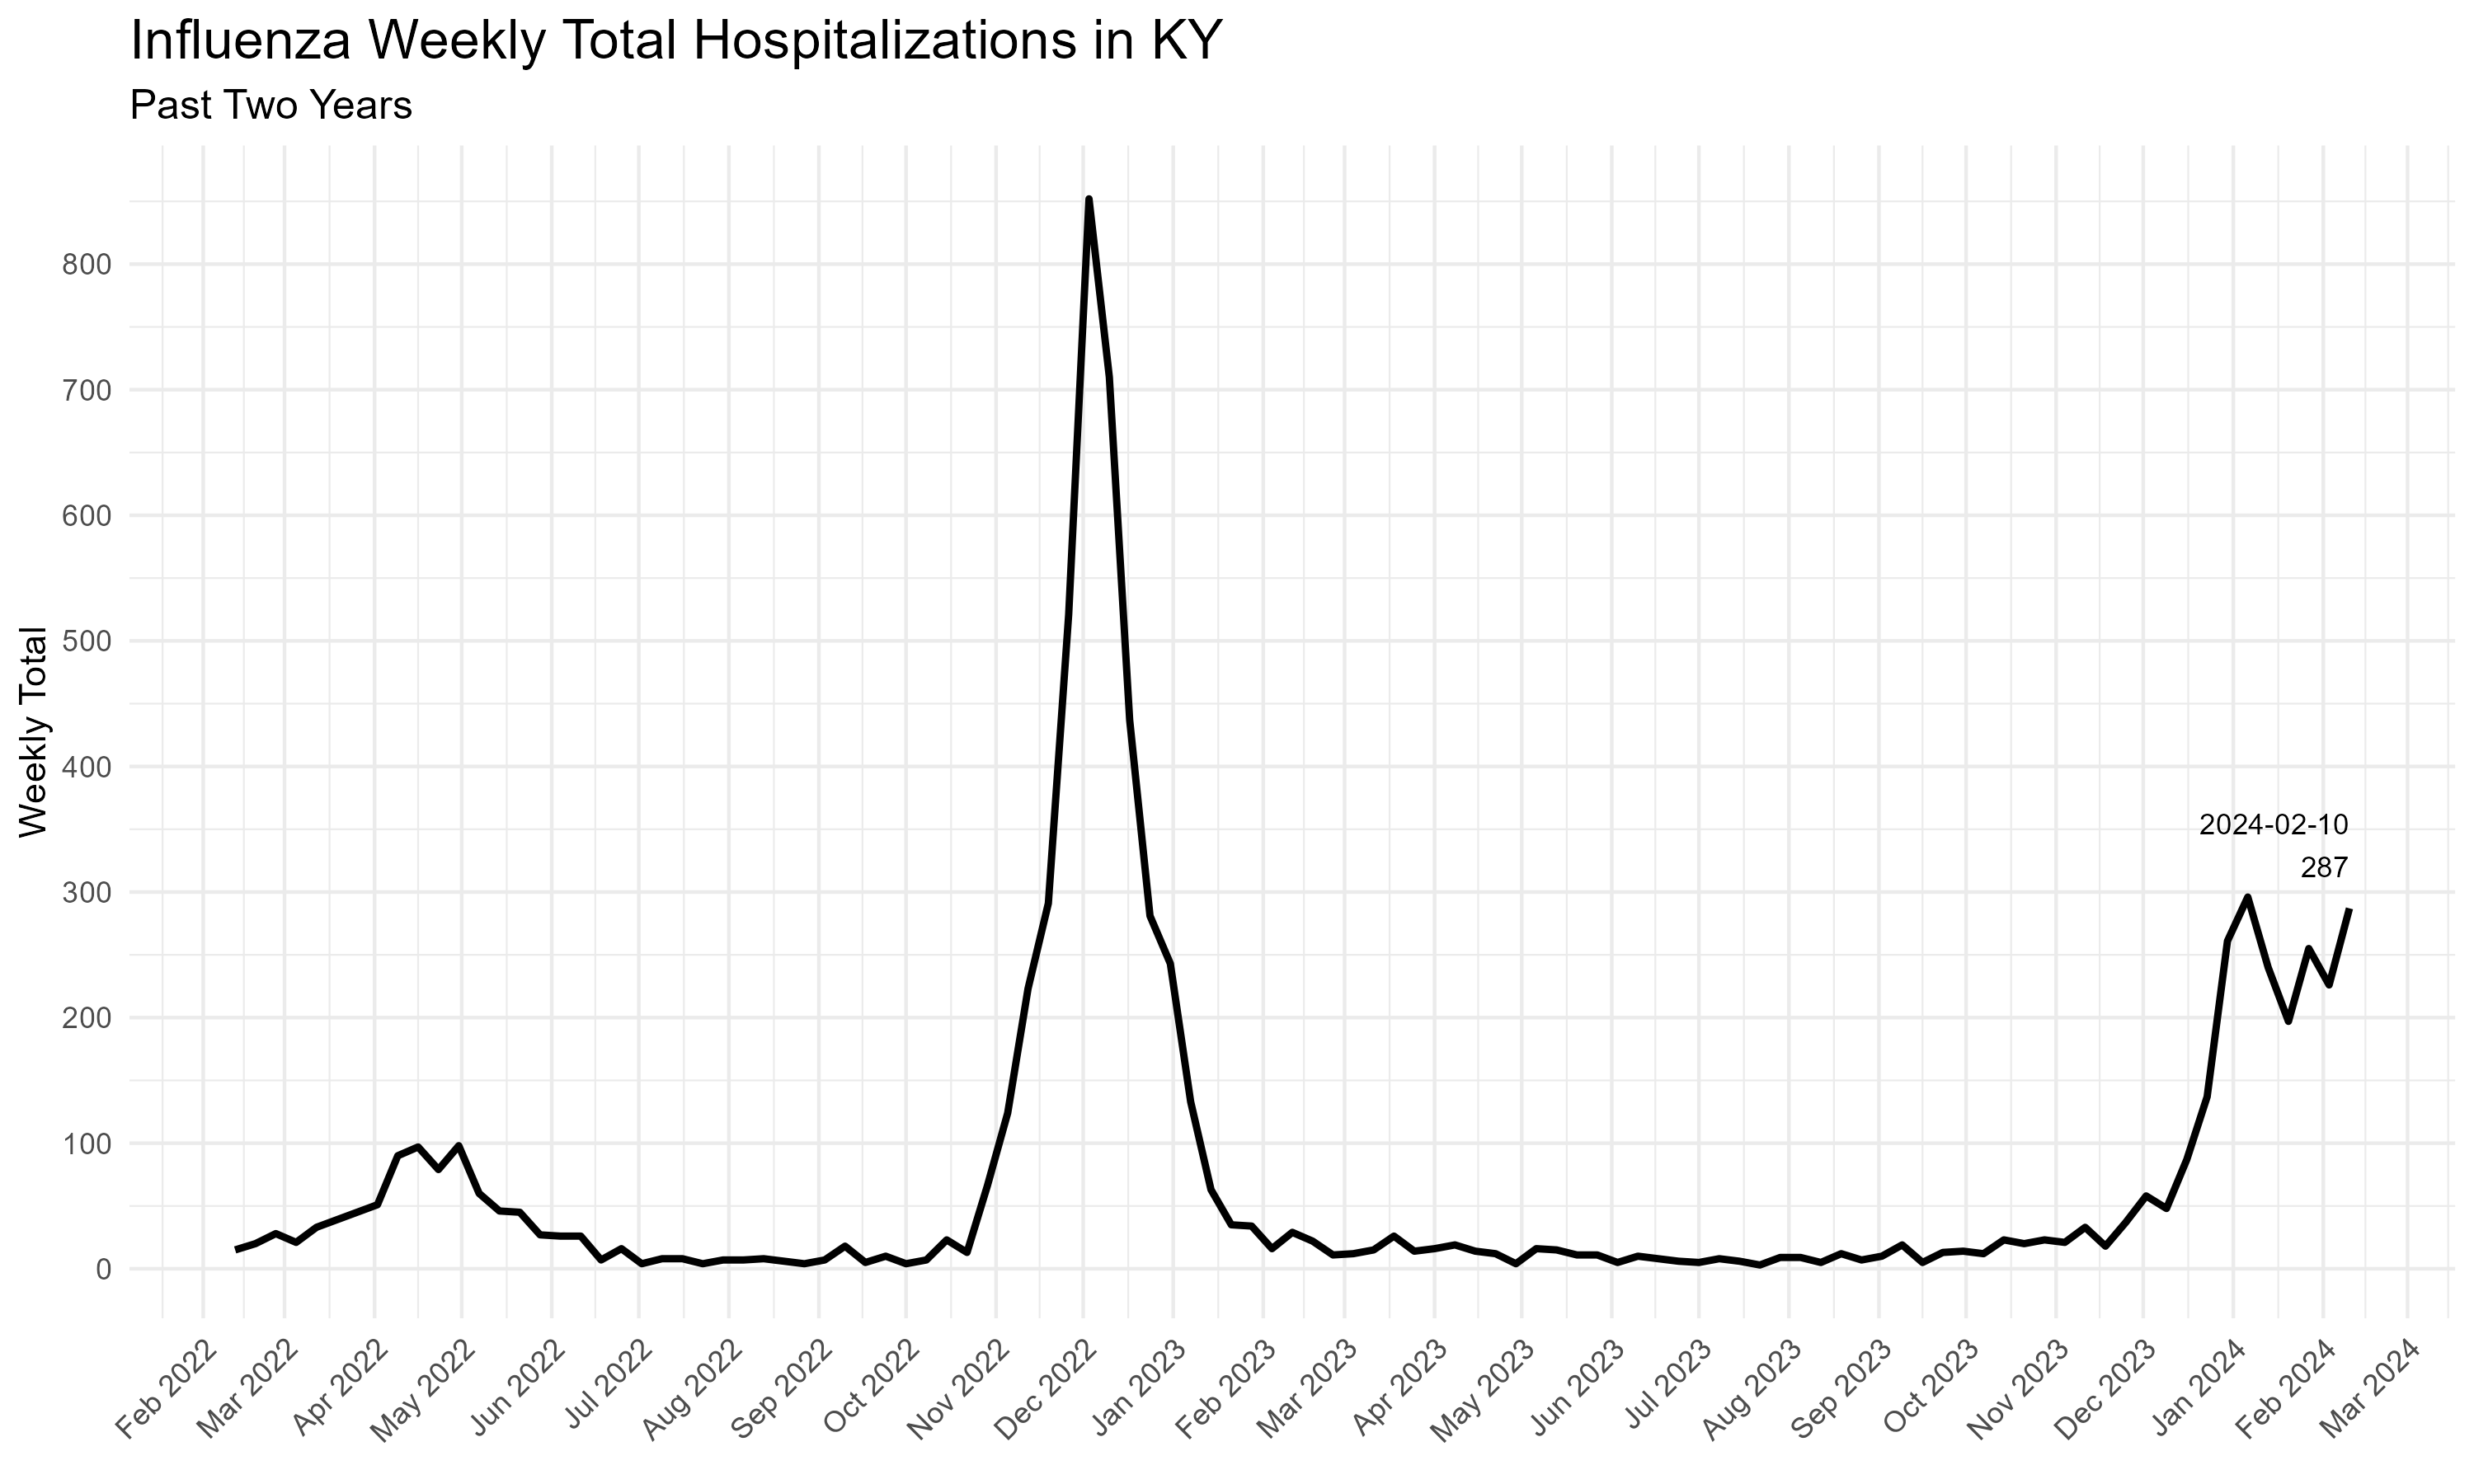 Influenza Weekly Total Hospitalizations in KY
Past Two Years
Weekly Total
800
700
600
500
400
300
200
100
0
2024-02-10
287
Feb 2022
Mar 2022
Apr 2022
May 2022
Jun 2022
Jul 2022
Aug 2022
Sep 2022
Oct 2022
Nov 2022
Dec 2022
Jan 2023
Feb 2023
Mar 2023
Apr 2023
May 2023
Jun 2023
Jul 2023
Aug 2023
Sep 2023
Oct 2023
Nov 2023
Dec 2023
Jan 2024
Feb 2024
Mar 2024